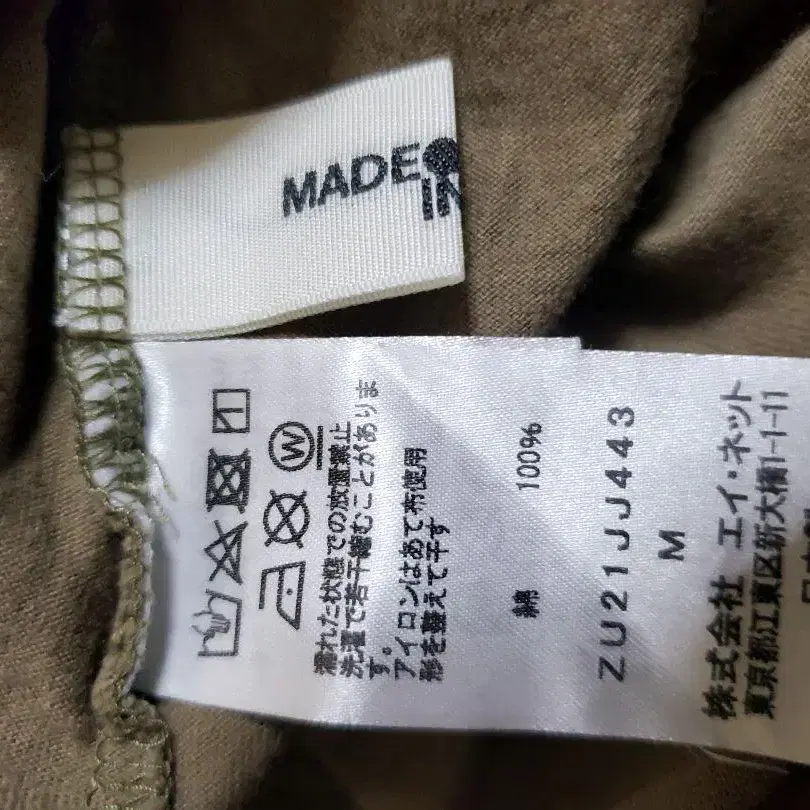 MADE
IN
W
濡れた状態での放置禁止
洗濯で若干縮むことがありま
す。
アイロンはあて布使用
形を整えて干す
綿 100%
ZU21JJ443
M
株式会社 エイ・ネット
東京都江東区新大橋1-1-11